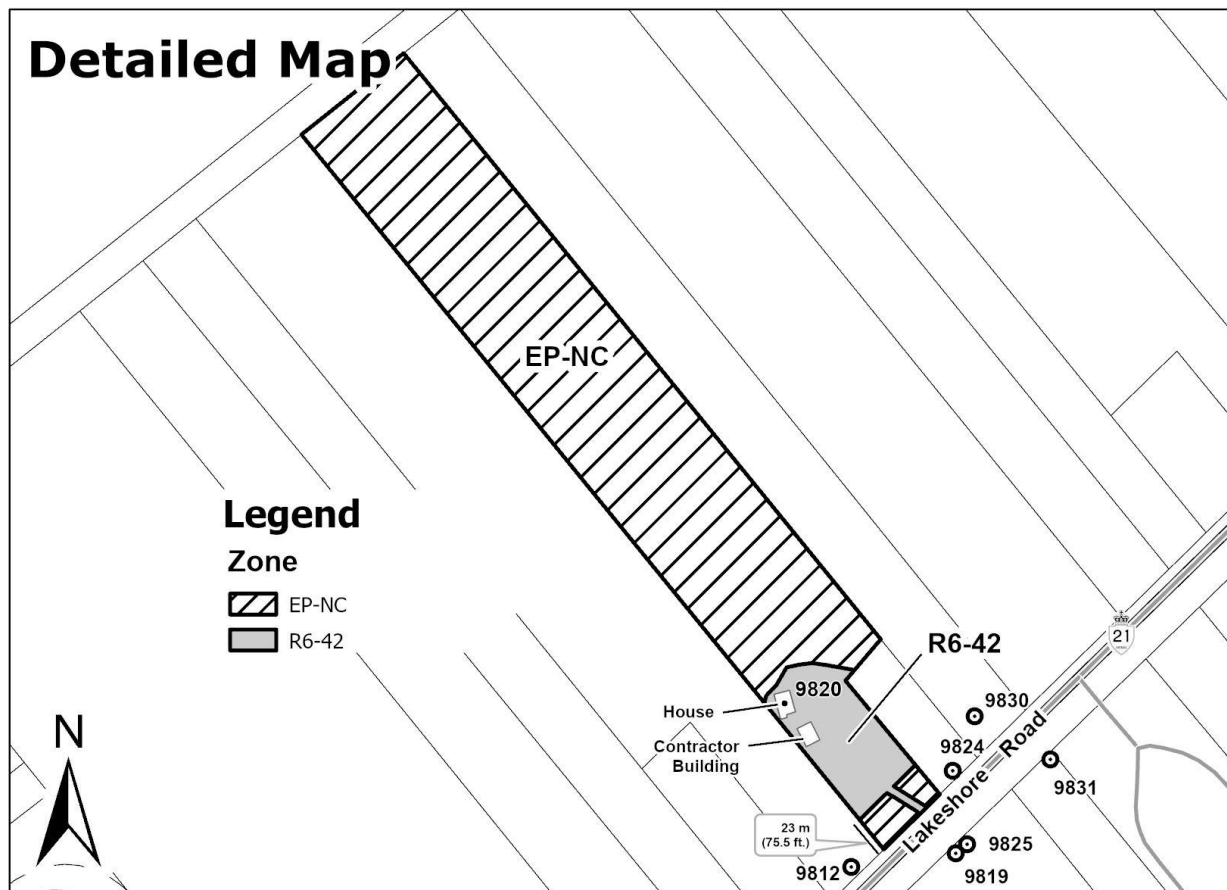 Detailed Map
EP-NC
Legend
Zone
EP-NC
R6-42
21
R6-42
9820
House
9830
Contractor
Building
Lakeshore Road
9824
9831
23 m
(75.5 ft.)
9825
9812
9819
N